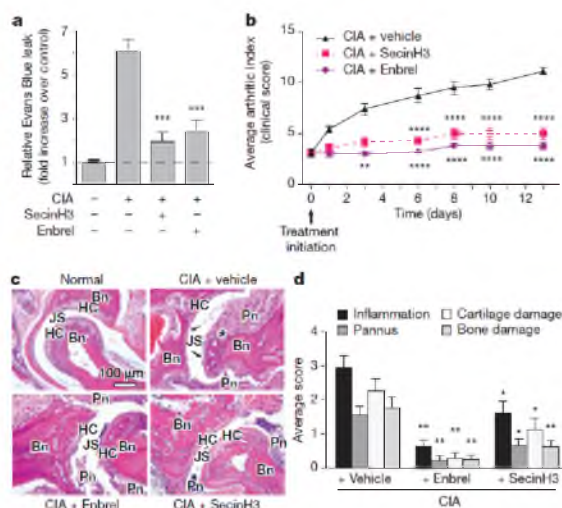 a
Relative Evans Blue leak
(fold increase over control)
7
5
3
1
CIA – + + +
SecinH3 – – + –
Enbrel – – – +
*** ***
b
CIA + vehicle
CIA + SecinH3
CIA + Enbrel
Average arthritic index
(clinical score)
15
10
5
0
**** **** **** ****
** **** **** **** ****
0 2 4 6 8 10 12
Time (days)
Treatment
initiation
c
Normal
CIA + vehicle
HC Bn
JS
HC Bn
100 μm
HC Pn
JS *
Bn Bn
Pn
Pn
HC
Bn JS Bn
Pn
Pn
HC
JS HC
Bn Bn
Pn
CIA + Enbrel
CIA + SecinH3
d
Inflammation
Cartilage damage
Pannus
Bone damage
Average score
4
3
2
1
0
** ** ** **
* * * **
+ Vehicle + Enbrel + SecinH3
CIA